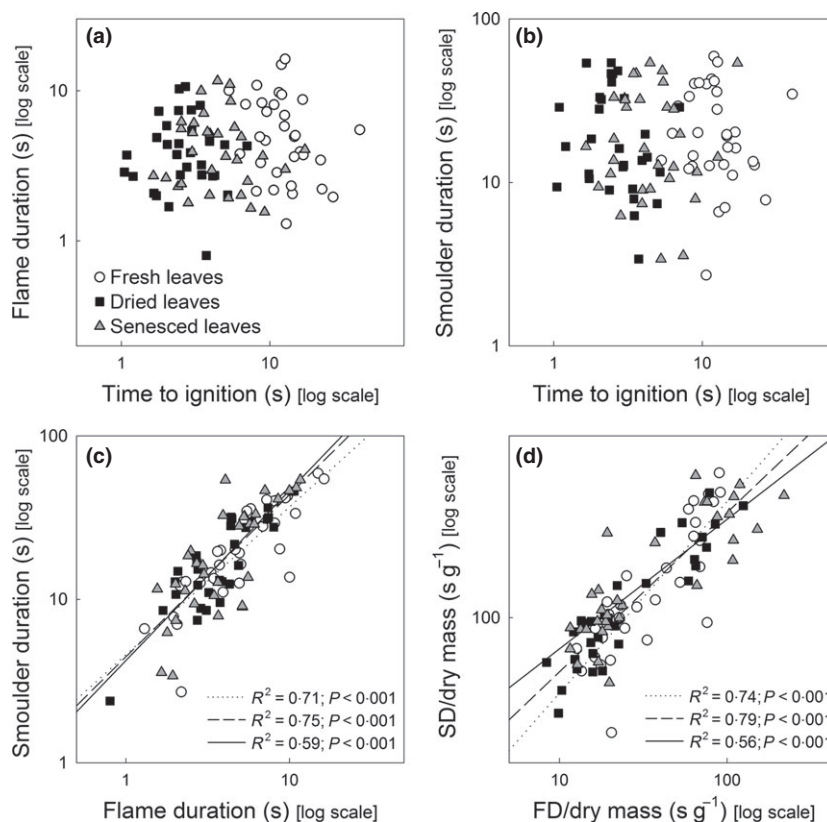 (a)
10
1
Flame duration (s) [log scale]
Fresh leaves
Dried leaves
Senesced leaves
1 10
Time to ignition (s) [log scale]
(b)
100
10
1
Smoulder duration (s) [log scale]
1 10
Time to ignition (s) [log scale]
(c)
100
10
1
Smoulder duration (s) [log scale]
R² = 0·71; P < 0·001
R² = 0·75; P < 0·001
R² = 0·59; P < 0·001
1 10
Flame duration (s) [log scale]
(d)
100
SD/dry mass (s g⁻¹) [log scale]
R² = 0·74; P < 0·001
R² = 0·79; P < 0·001
R² = 0·56; P < 0·001
10 100
FD/dry mass (s g⁻¹) [log scale]